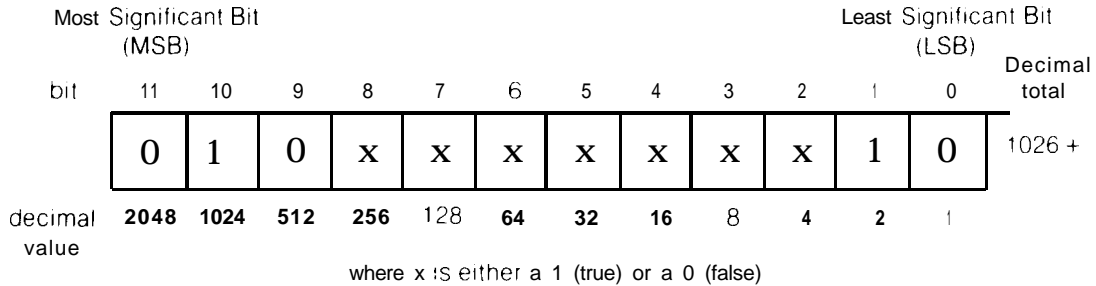 Most Significant Bit (MSB)
Least Significant Bit (LSB)
Decimal total
bit 11 10 9 8 7 6 5 4 3 2 1 0
0 1 0 x x x x x x x 1 0 1026 +
decimal value 2048 1024 512 256 128 64 32 16 8 4 2 1
where x is either a 1 (true) or a 0 (false)